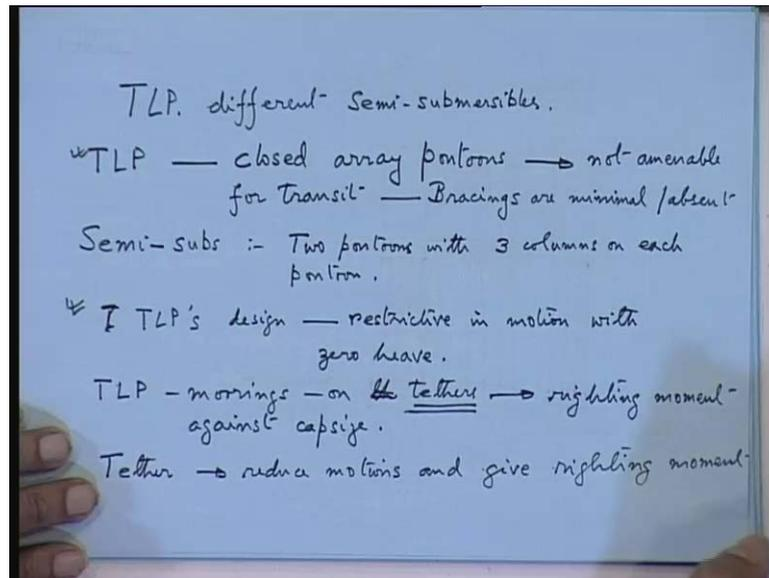 TLP. different Semi-submersibles.
TLP — closed array pontoons → not amenable
for transit — Bracings are minimal/absent
Semi-subs :- Two pontoons with 3 columns on each
pontoon.
I TLP's design — restrictive in motion with
zero heave.
TLP - moorings - on tethers → righting moment
against capsize.
Tether → reduce motions and give righting moment